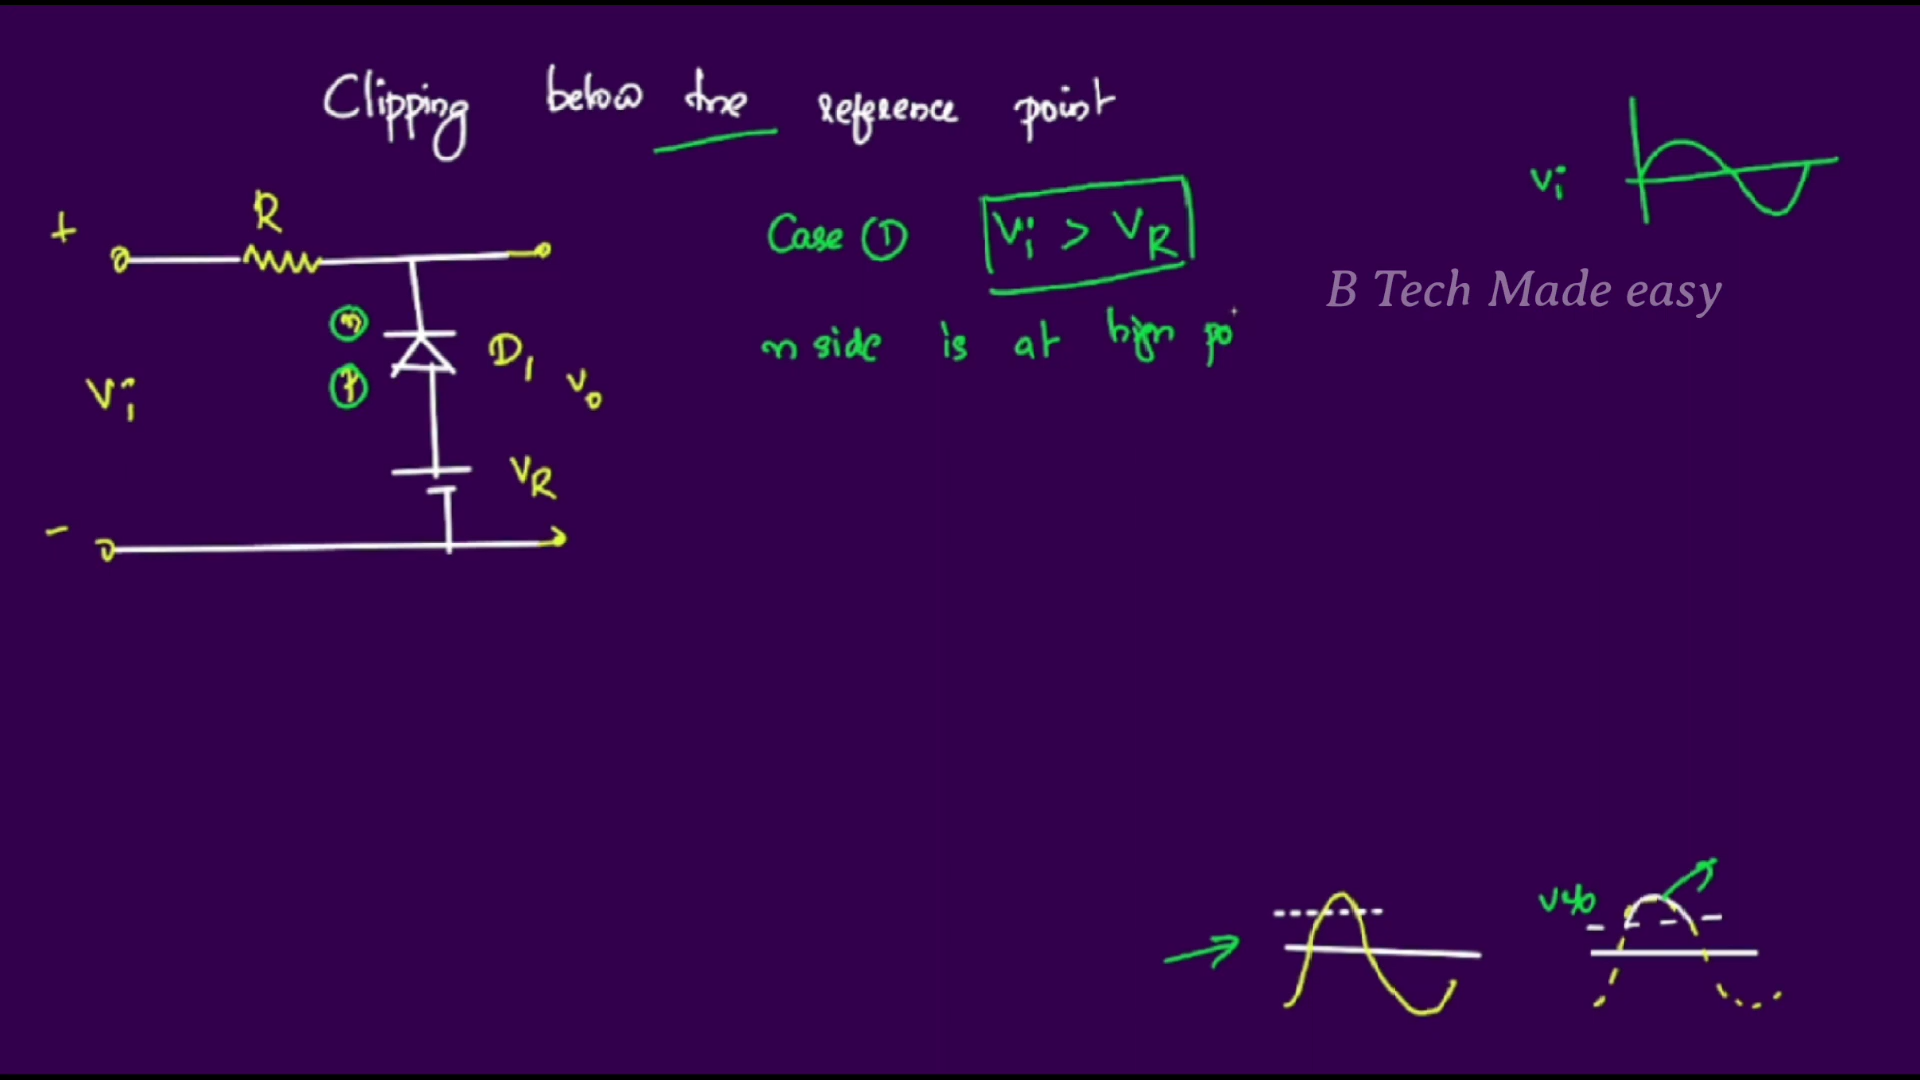 Clipping below the reference point
+ R
Case ① Vi > VR
Vi
B Tech Made easy
n side is at high po
n
p
D1
Vi
Vo
VR
-